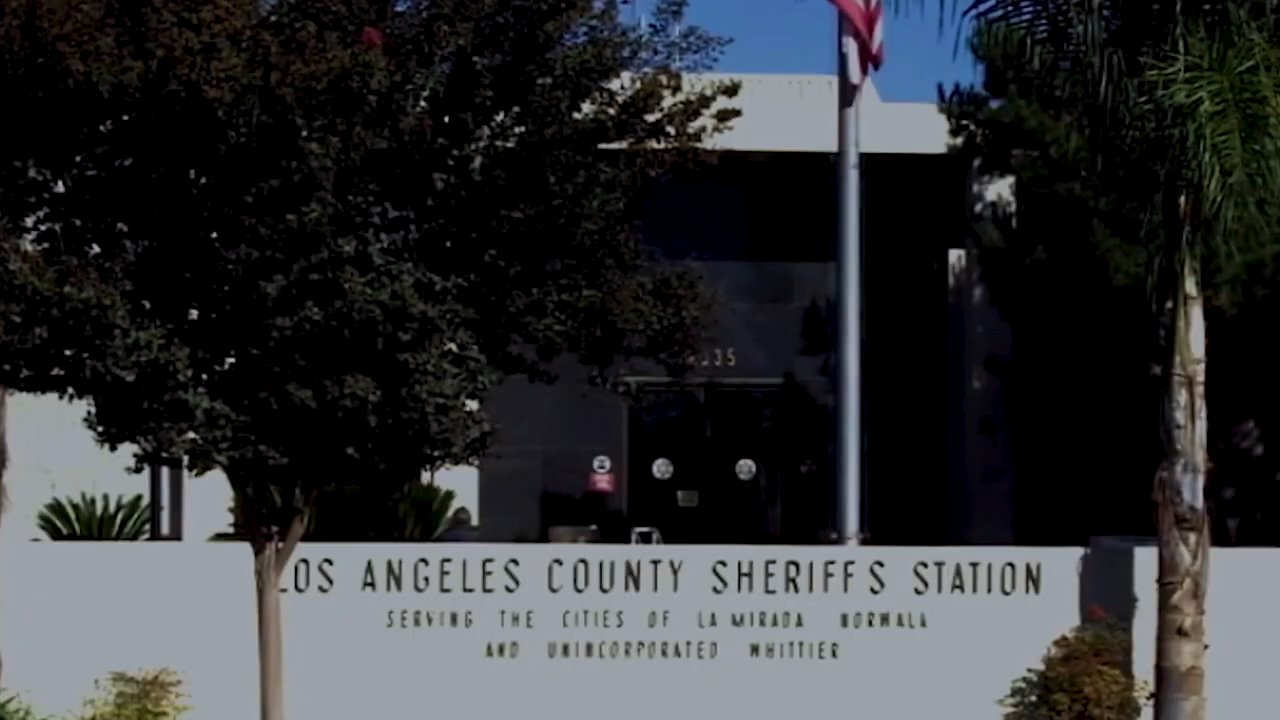 LOS ANGELES COUNTY SHERIFFS STATION
SERVING THE CITIES OF LA MIRADA NORWALK
AND UNINCORPORATED WHITTIER